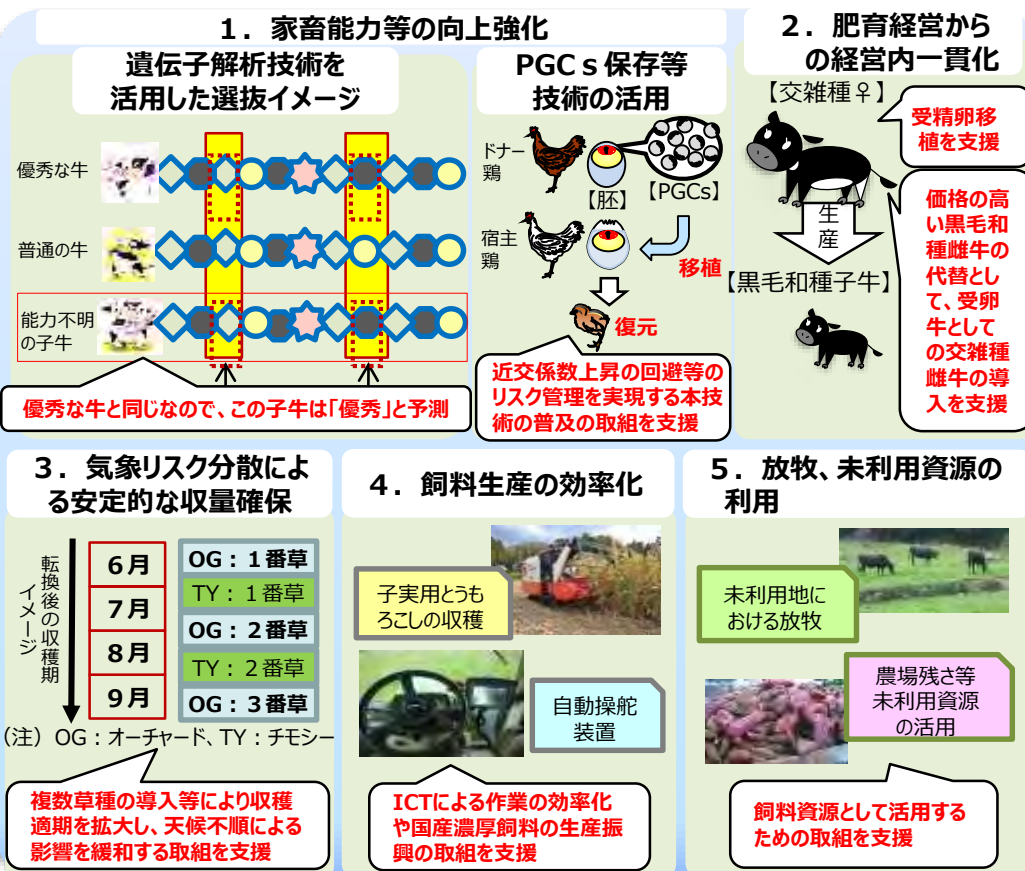 １．家畜能力等の向上強化
遺伝子解析技術を
活用した選抜イメージ
優秀な牛
普通の牛
能力不明
の子牛
優秀な牛と同じなので、この子牛は｢優秀｣と予測
PGCｓ保存等
技術の活用
ドナー
鶏
【胚】
【PGCs】
宿主
鶏
移植
復元
近交係数上昇の回避等の
リスク管理を実現する本技
術の普及の取組を支援
２．肥育経営から
の経営内一貫化
【交雑種♀】
受精卵移
植を支援
生産
【黒毛和種子牛】
価格の高
い黒毛和
種雌牛の
代替とし
て、受卵
牛として
の交雑種
雌牛の導
入を支援
３．気象リスク分散によ
る安定的な収量確保
転換後の収穫期
イメージ
６月
７月
８月
９月
OG：１番草
TY：１番草
OG：２番草
TY：２番草
OG：３番草
(注）OG：オーチャード、TY：チモシー
複数草種の導入等により収穫
適期を拡大し、天候不順による
影響を緩和する取組を支援
４．飼料生産の効率化
子実用とうも
ろこしの収穫
自動操舵
装置
ICTによる作業の効率化
や国産濃厚飼料の生産振
興の取組を支援
５．放牧、未利用資源の
利用
未利用地に
おける放牧
農場残さ等
未利用資源
の活用
飼料資源として活用する
ための取組を支援